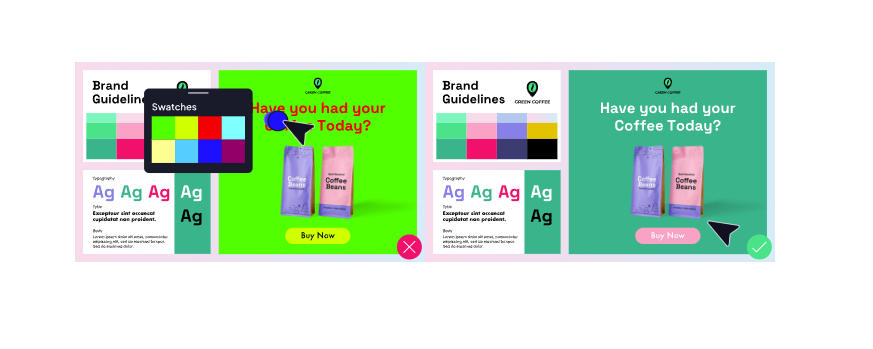 Brand
Guidelines
Swatches
Typography
Ag Ag Ag Ag
Ag
Title
Excepteur sint occaecat
cupidatat non proident.
Body
Lorem ipsum dolor sit amet, consectetur
adipiscing elit, sed do eiusmod tempor.
Sed do eiusmod dolor.
GREEN COFFEE
Have you had your
Today?
Coffee
Beans
Coffee
Beans
Buy Now
Brand
Guidelines
GREEN COFFEE
Typography
Ag Ag Ag Ag
Ag
Title
Excepteur sint occaecat
cupidatat non proident.
Body
Lorem ipsum dolor sit amet, consectetur
adipiscing elit, sed do eiusmod tempor.
Sed do eiusmod dolor.
GREEN COFFEE
Have you had your
Coffee Today?
Coffee
Beans
Coffee
Beans
Buy Now